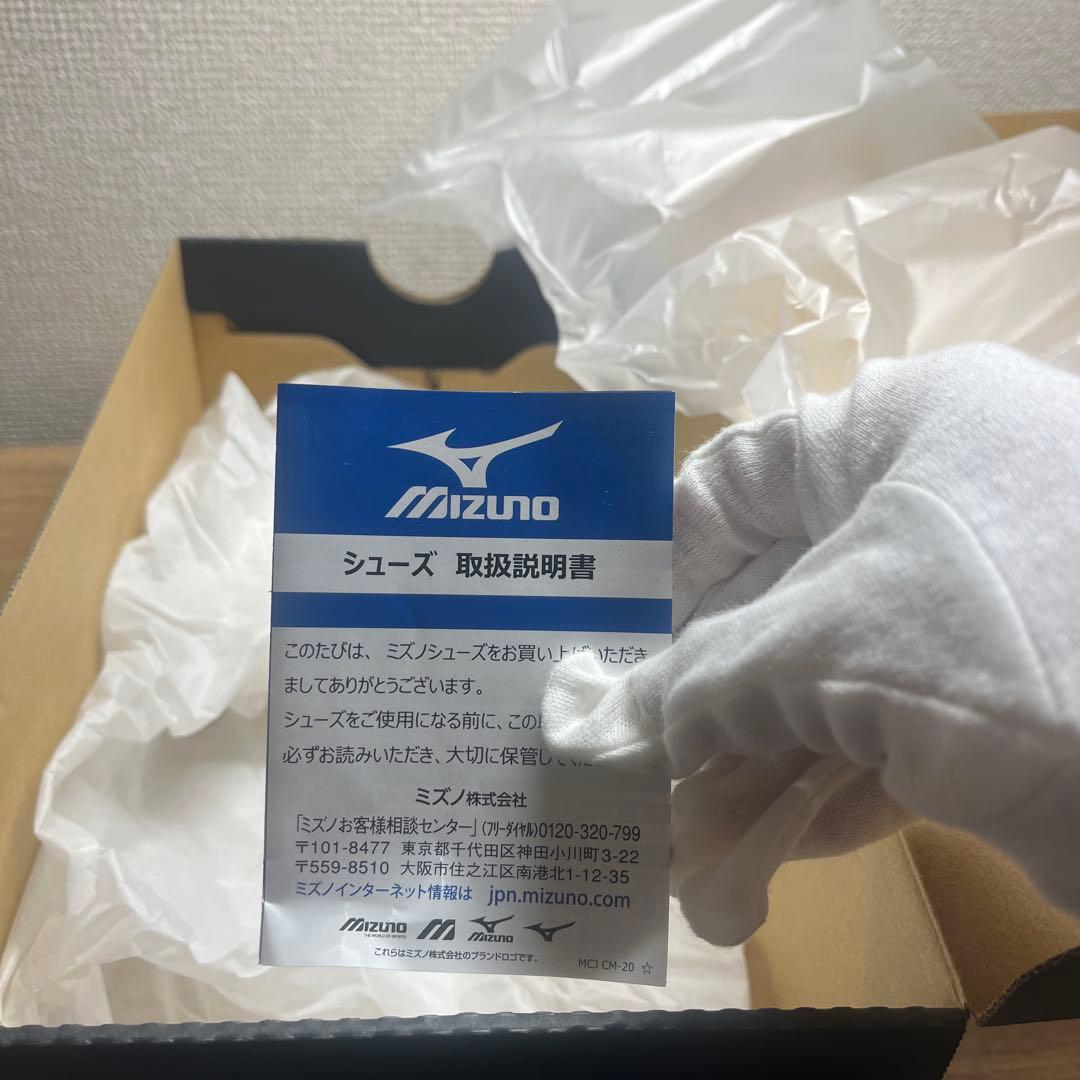 MIZUNO
シューズ 取扱説明書
このたびは、ミズノシューズをお買い上げいただき
ましてありがとうございます。
シューズをご使用になる前に、この
必ずお読みいただき、大切に保管して
ミズノ株式会社
「ミズノお客様相談センター」(フリーダイヤル)0120-320-799
〒101-8477 東京都千代田区神田小川町3-22
〒559-8510 大阪市住之江区南港北1-12-35
ミズノインターネット情報は jpn.mizuno.com
MIZUNO THE WORLD OF SPORTS MIZUNO
これらはミズノ株式会社のブランドロゴです。
MCJ CM-20 ☆